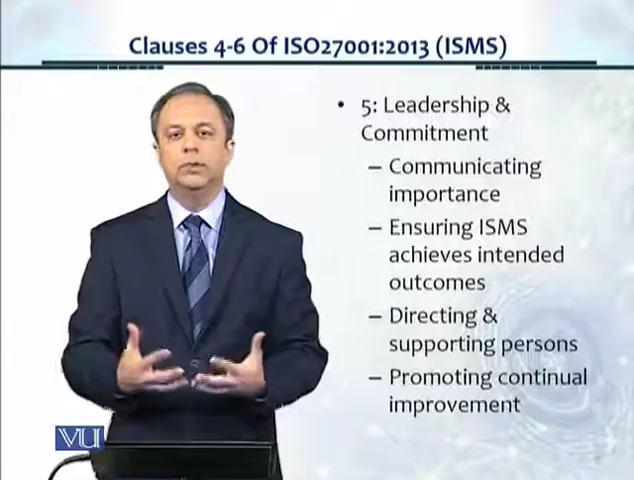 Clauses 4-6 Of ISO27001:2013 (ISMS)
• 5: Leadership &
Commitment
– Communicating
importance
– Ensuring ISMS
achieves intended
outcomes
– Directing &
supporting persons
– Promoting continual
improvement
VU